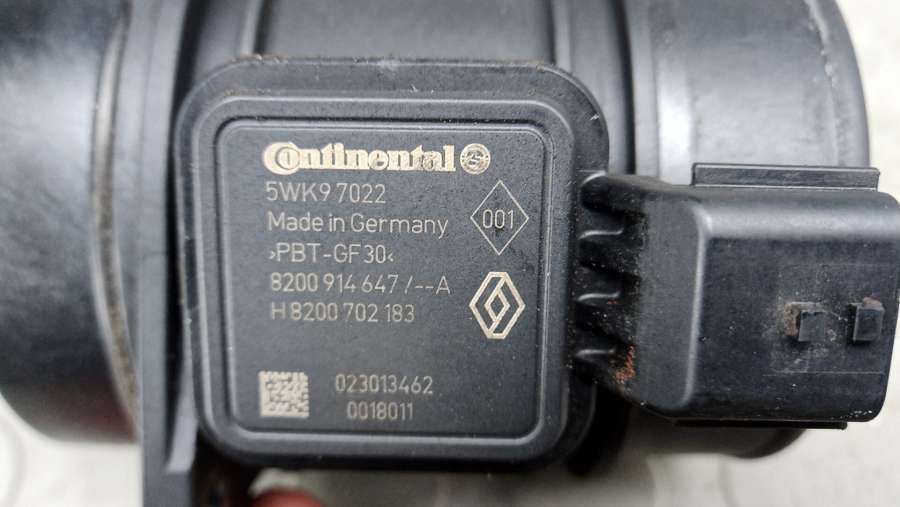 Continental
5WK9 7022
Made in Germany
001
>PBT-GF30<
8200 914 647 /--A
H 8200 702 183
023013462
0018011